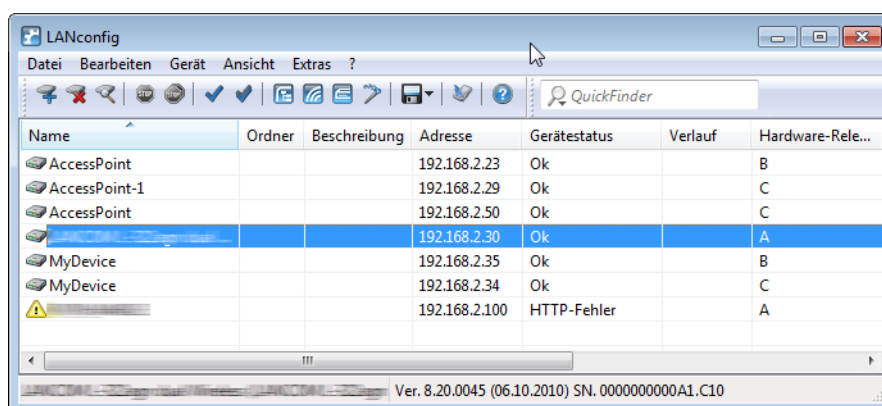 LANconfig
Datei Bearbeiten Gerät Ansicht Extras ?
QuickFinder
Name Ordner Beschreibung Adresse Gerätestatus Verlauf Hardware-Rele...
AccessPoint 192.168.2.23 Ok B
AccessPoint-1 192.168.2.29 Ok C
AccessPoint 192.168.2.50 Ok C
192.168.2.30 Ok A
MyDevice 192.168.2.35 Ok B
MyDevice 192.168.2.34 Ok C
192.168.2.100 HTTP-Fehler A
Ver. 8.20.0045 (06.10.2010) SN. 0000000000A1.C10